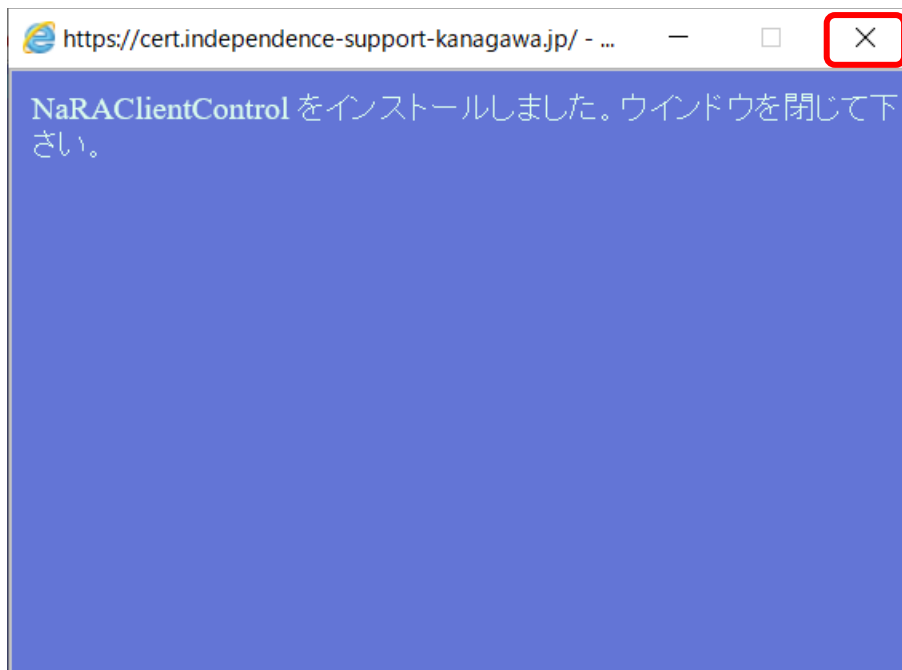 https://cert.independence-support-kanagawa.jp/ - ...
NaRAClientControl をインストールしました。ウインドウを閉じて下
さい。